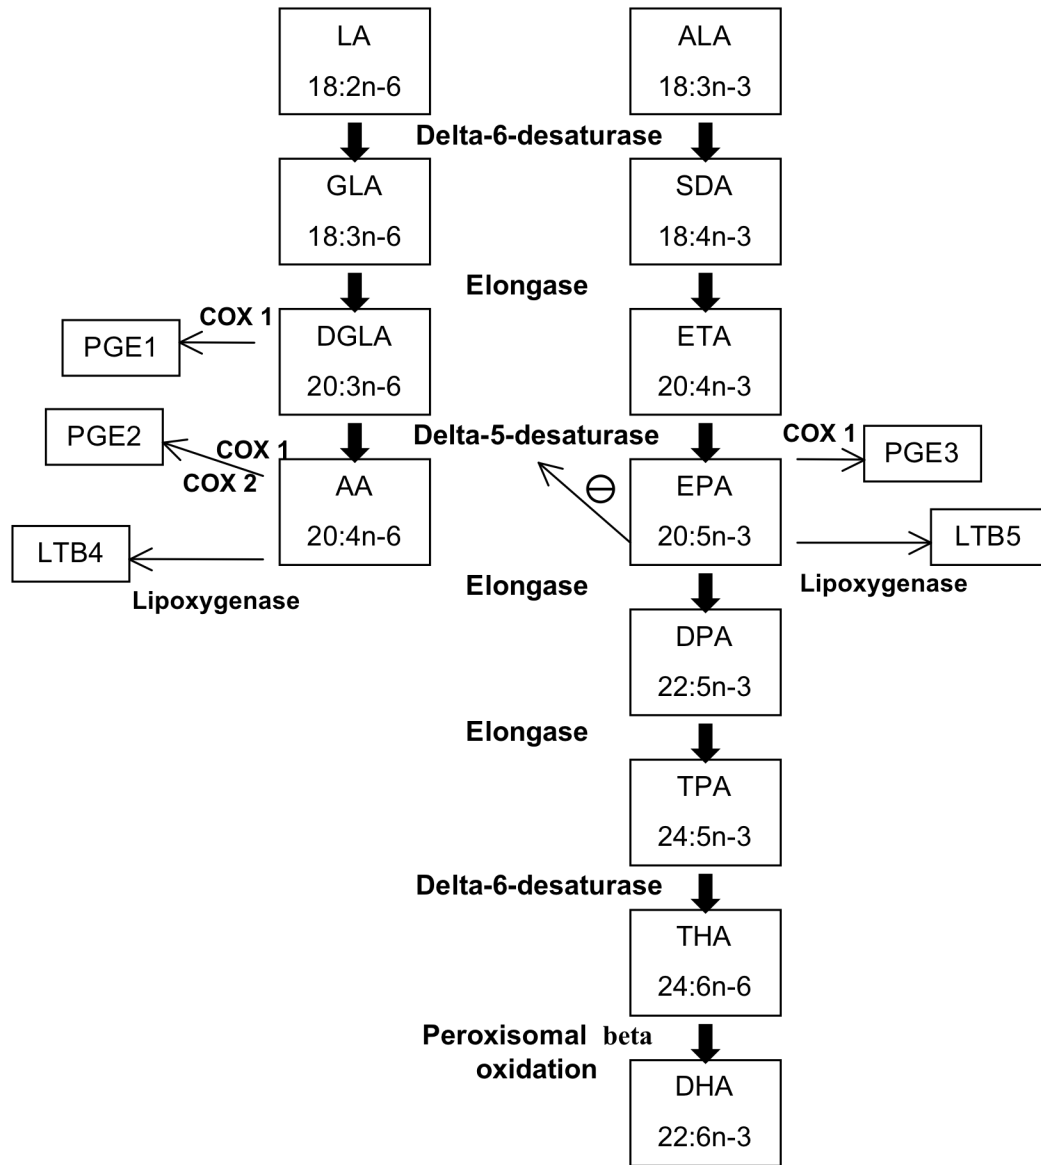 LA
18:2n-6
ALA
18:3n-3
Delta-6-desaturase
GLA
18:3n-6
SDA
18:4n-3
Elongase
COX 1
PGE1
DGLA
20:3n-6
ETA
20:4n-3
PGE2
COX 1
COX 2
Delta-5-desaturase
COX 1
PGE3
AA
20:4n-6
EPA
20:5n-3
LTB4
Lipoxygenase
LTB5
Lipoxygenase
Elongase
DPA
22:5n-3
Elongase
TPA
24:5n-3
Delta-6-desaturase
THA
24:6n-6
Peroxisomal beta
oxidation
DHA
22:6n-3